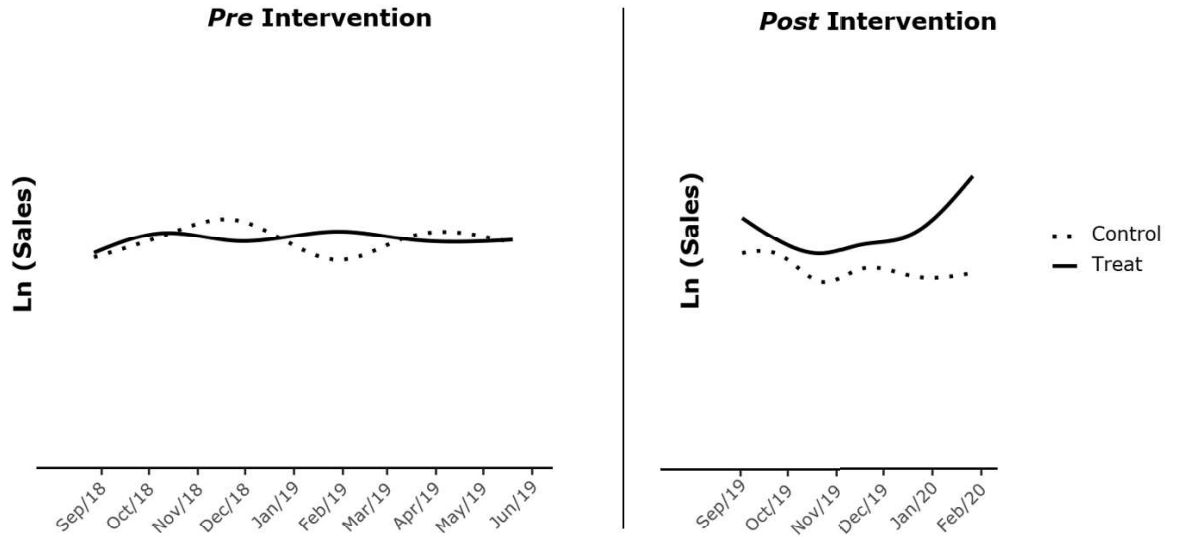 Pre Intervention
Ln (Sales)
Sep/18
Oct/18
Nov/18
Dec/18
Jan/19
Feb/19
Mar/19
Apr/19
May/19
Jun/19
Post Intervention
Ln (Sales)
Sep/19
Oct/19
Nov/19
Dec/19
Jan/20
Feb/20
Control
Treat